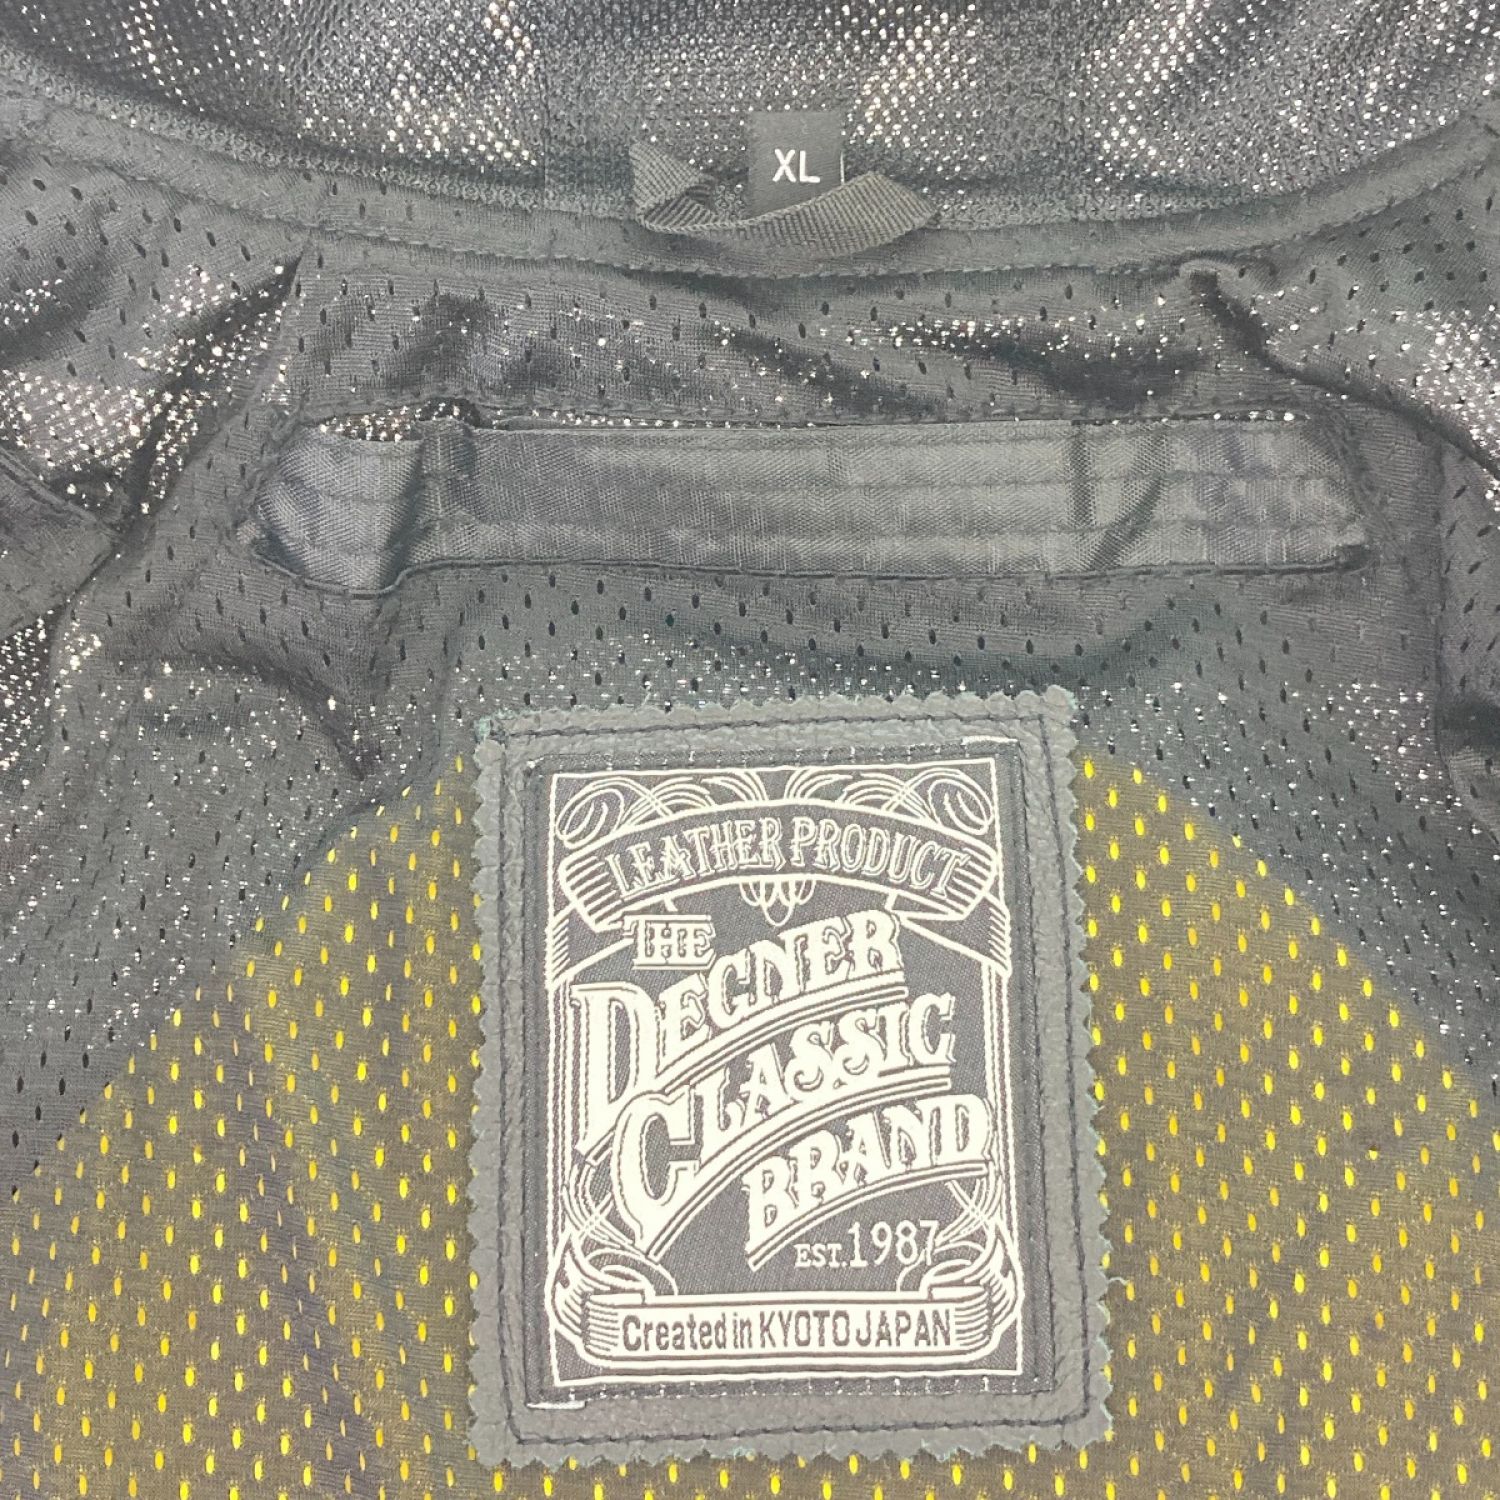 XL
LEATHER PRODUCT
THE
DEGNER
CLASSIC
BRAND
EST.1987
Created in KYOTO JAPAN